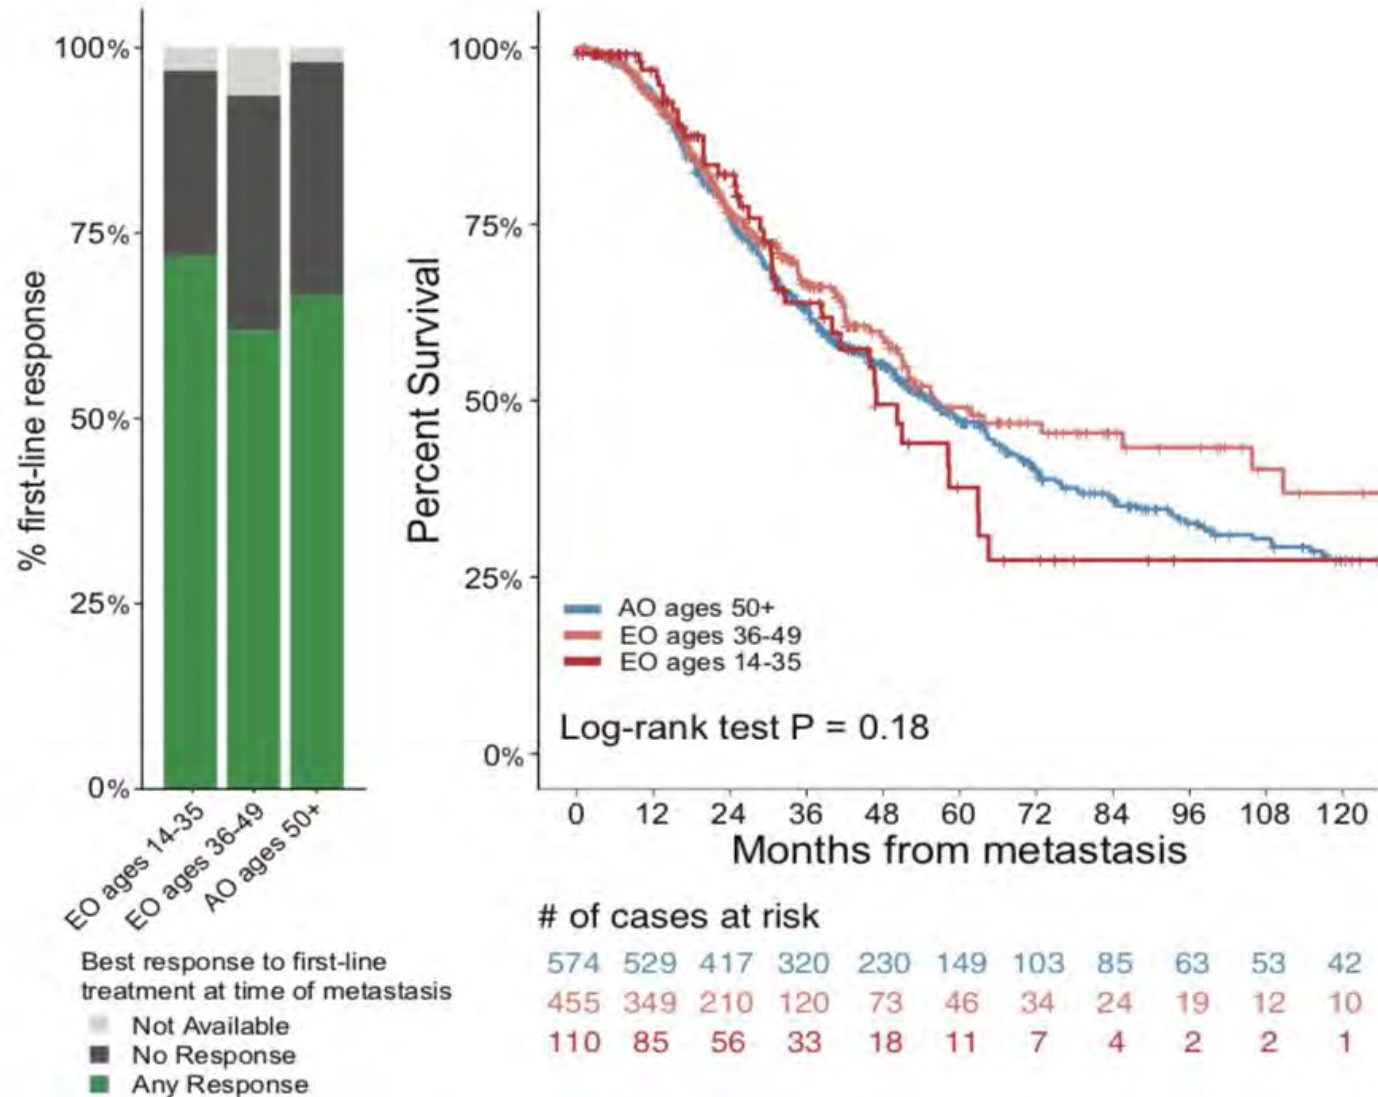 % first-line response
100%
75%
50%
25%
0%
EO ages 14-35
EO ages 36-49
AO ages 50+
Best response to first-line
treatment at time of metastasis
Not Available
No Response
Any Response
Percent Survival
100%
75%
50%
25%
0%
AO ages 50+
EO ages 36-49
EO ages 14-35
Log-rank test P = 0.18
0 12 24 36 48 60 72 84 96 108 120
Months from metastasis
# of cases at risk
574 529 417 320 230 149 103 85 63 53 42
455 349 210 120 73 46 34 24 19 12 10
110 85 56 33 18 11 7 4 2 2 1